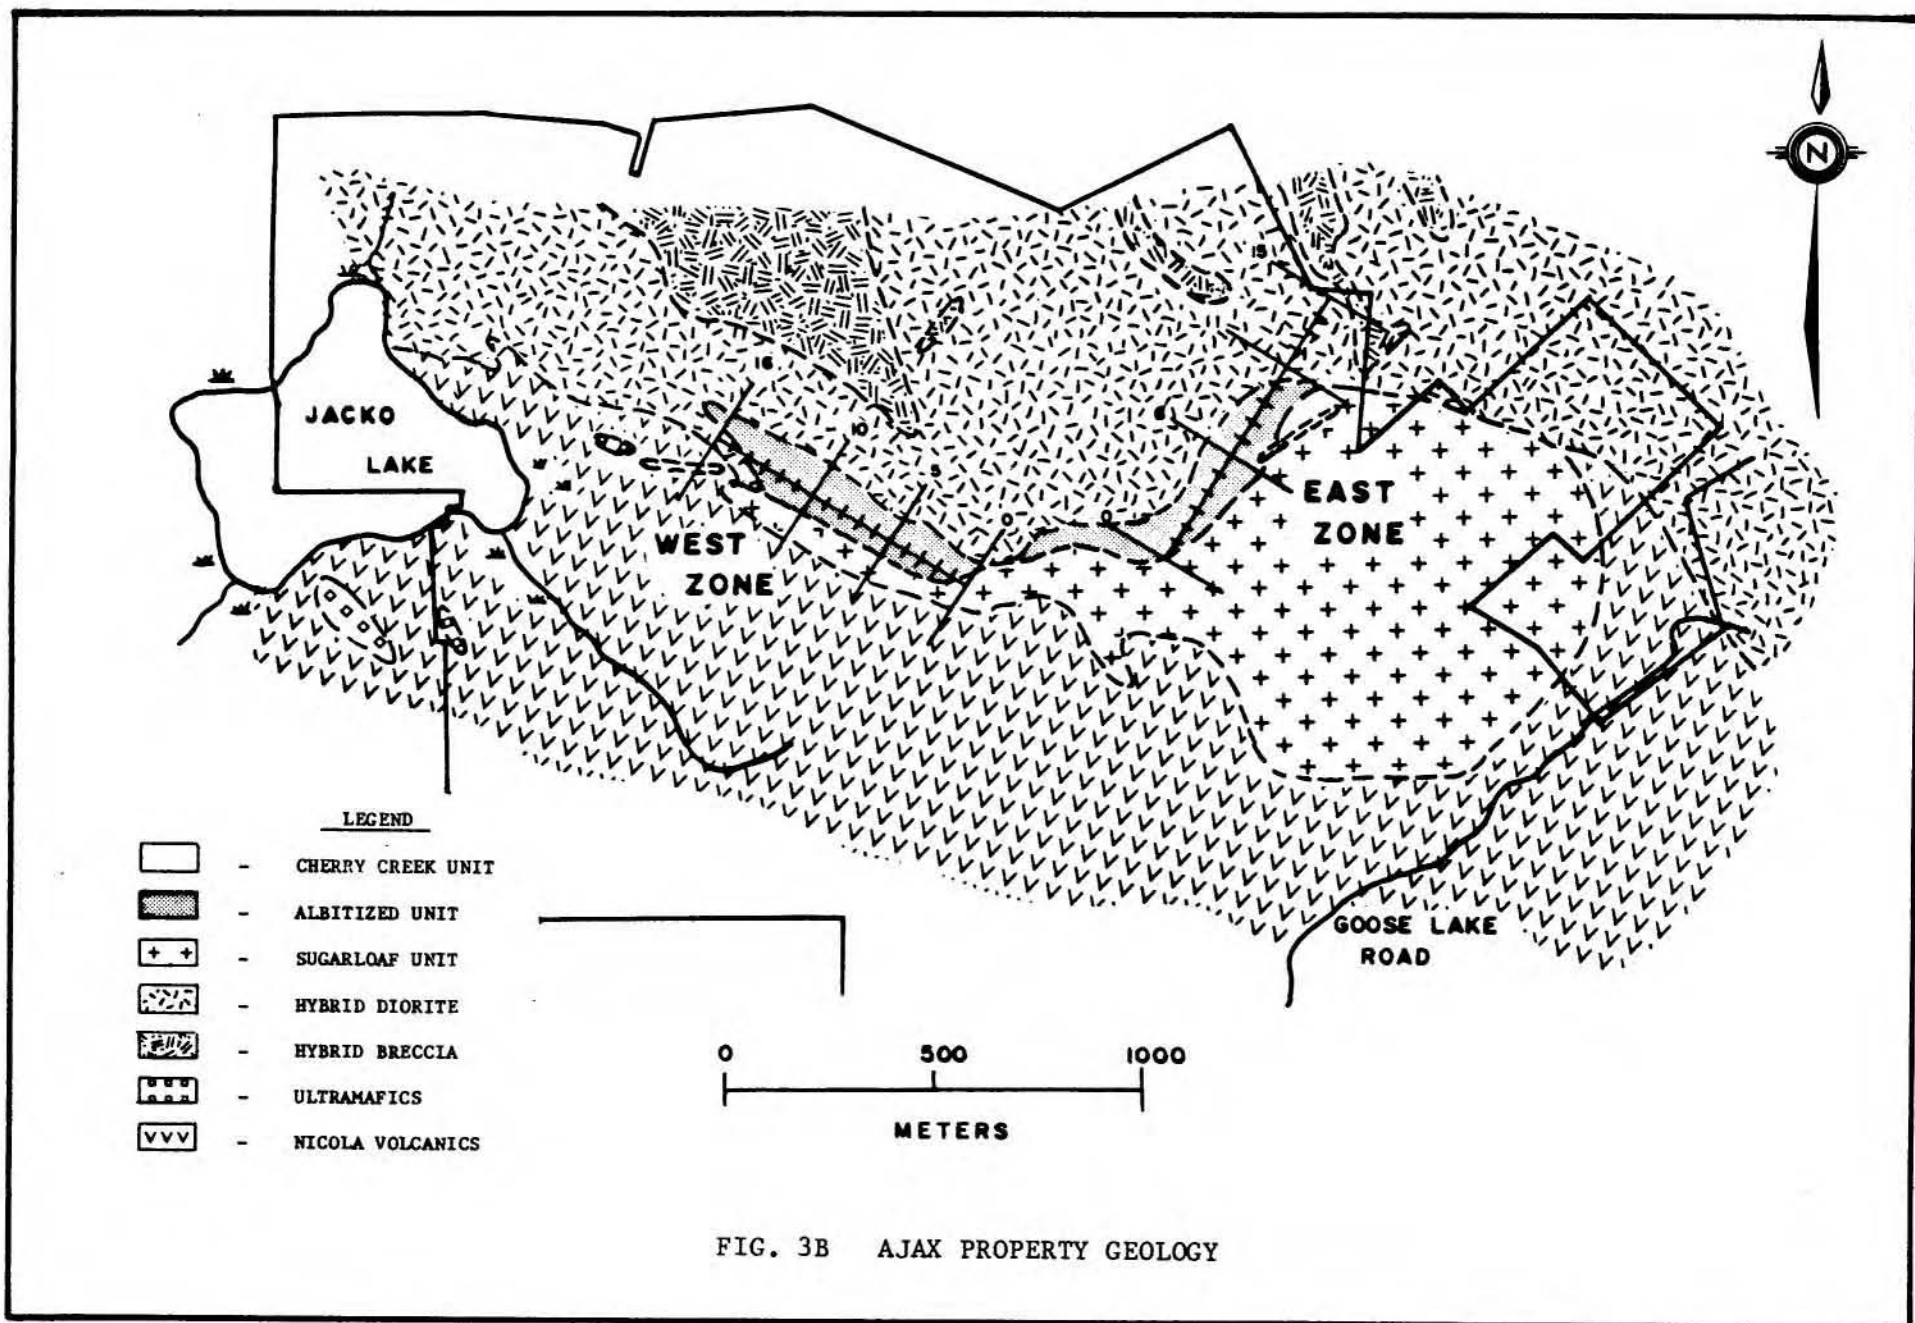 N
15
16
JACKO
LAKE
10
6
5
0
0
EAST
ZONE
WEST
ZONE
LEGEND
- CHERRY CREEK UNIT
- ALBITIZED UNIT
- SUGARLOAF UNIT
- HYBRID DIORITE
- HYBRID BRECCIA
- ULTRAMAFICS
- NICOLA VOLCANICS
GOOSE LAKE
ROAD
0 500 1000
METERS
FIG. 3B AJAX PROPERTY GEOLOGY